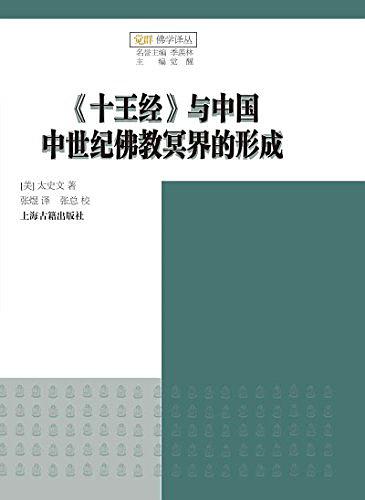 觉群 佛学译丛
名誉主编 季羡林
主 编 觉 醒
《十王经》与中国
中世纪佛教冥界的形成
[美] 太史文 著
张煜 译 张总 校
上海古籍出版社